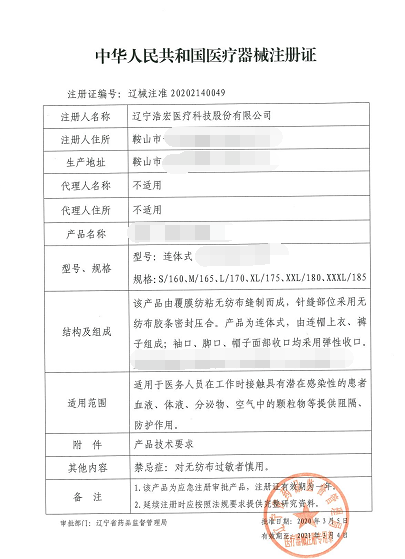 中华人民共和国医疗器械注册证
注册证编号：辽械注准 20202140049
注册人名称 辽宁浩宏医疗科技股份有限公司
注册人住所 鞍山市
生产地址 鞍山市
代理人名称 不适用
代理人住所 不适用
产品名称
型号、规格 型号：连体式
规格：S/160、M/165、L/170、XL/175、XXL/180、XXXL/185
结构及组成 该产品由覆膜纺粘无纺布缝制而成，针缝部位采用无
纺布胶条密封压合。产品为连体式，由连帽上衣、裤
子组成；袖口、脚口、帽子面部收口均采用弹性收口。
适用范围 适用于医务人员在工作时接触具有潜在感染性的患者
血液、体液、分泌物、空气中的颗粒物等提供阻隔、
防护作用。
附 件 产品技术要求
其他内容 禁忌症：对无纺布过敏者慎用。
备 注 1.该产品为应急注册审批产品，注册证有效期为一年。
2.延续注册时应按照法规要求提供完整研究资料。
审批部门：辽宁省药品监督管理局 批准日期：2020 年 3 月 5 日
有效期至：2021 年 3 月 4 日